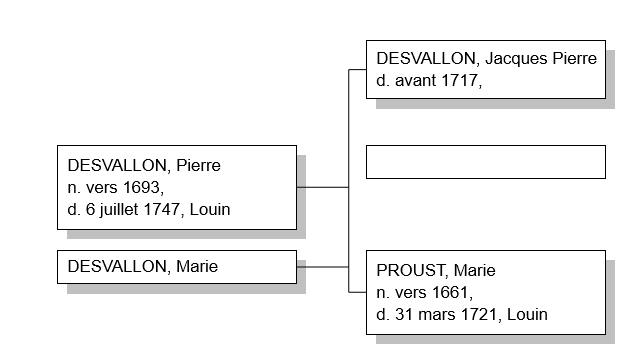 DESVALLON, Jacques Pierre
d. avant 1717,
DESVALLON, Pierre
n. vers 1693,
d. 6 juillet 1747, Louin
DESVALLON, Marie
PROUST, Marie
n. vers 1661,
d. 31 mars 1721, Louin